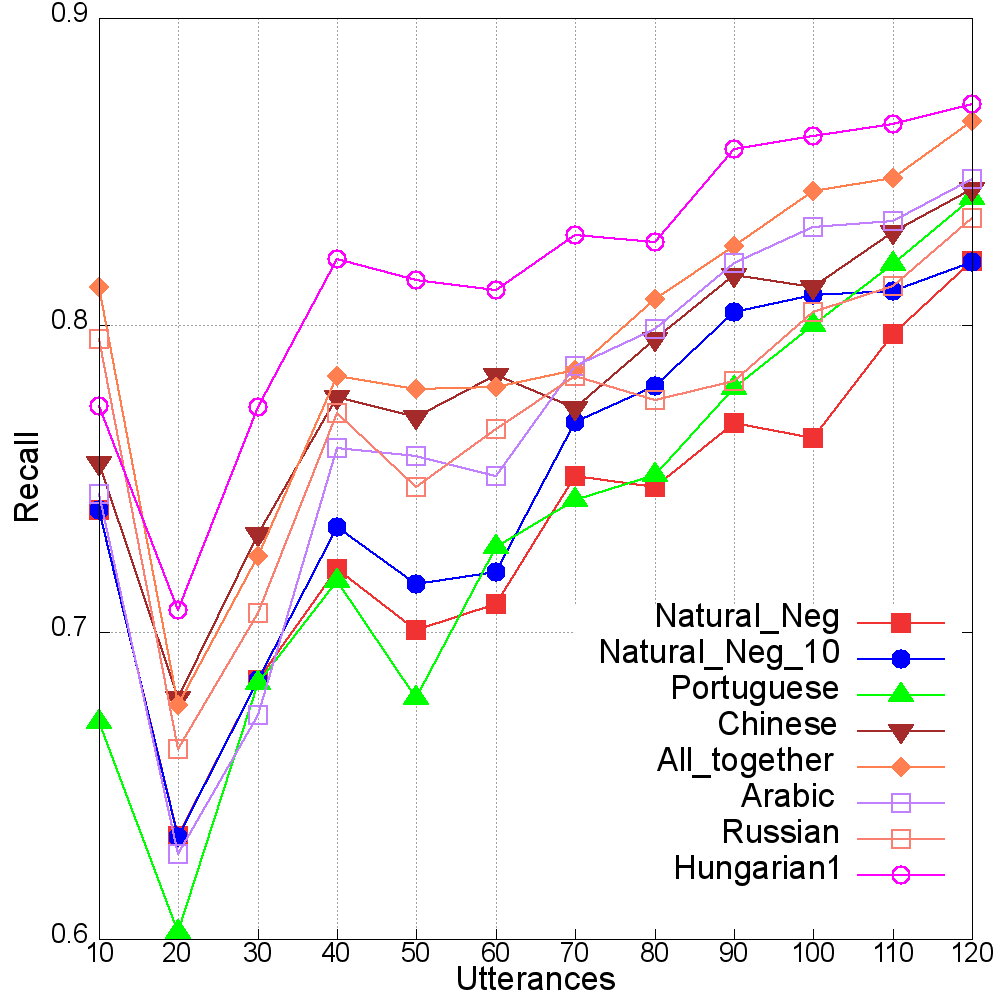 0.9
0.8
0.7
0.6
Recall
10 20 30 40 50 60 70 80 90 100 110 120
Utterances
Natural_Neg
Natural_Neg_10
Portuguese
Chinese
All_together
Arabic
Russian
Hungarian1